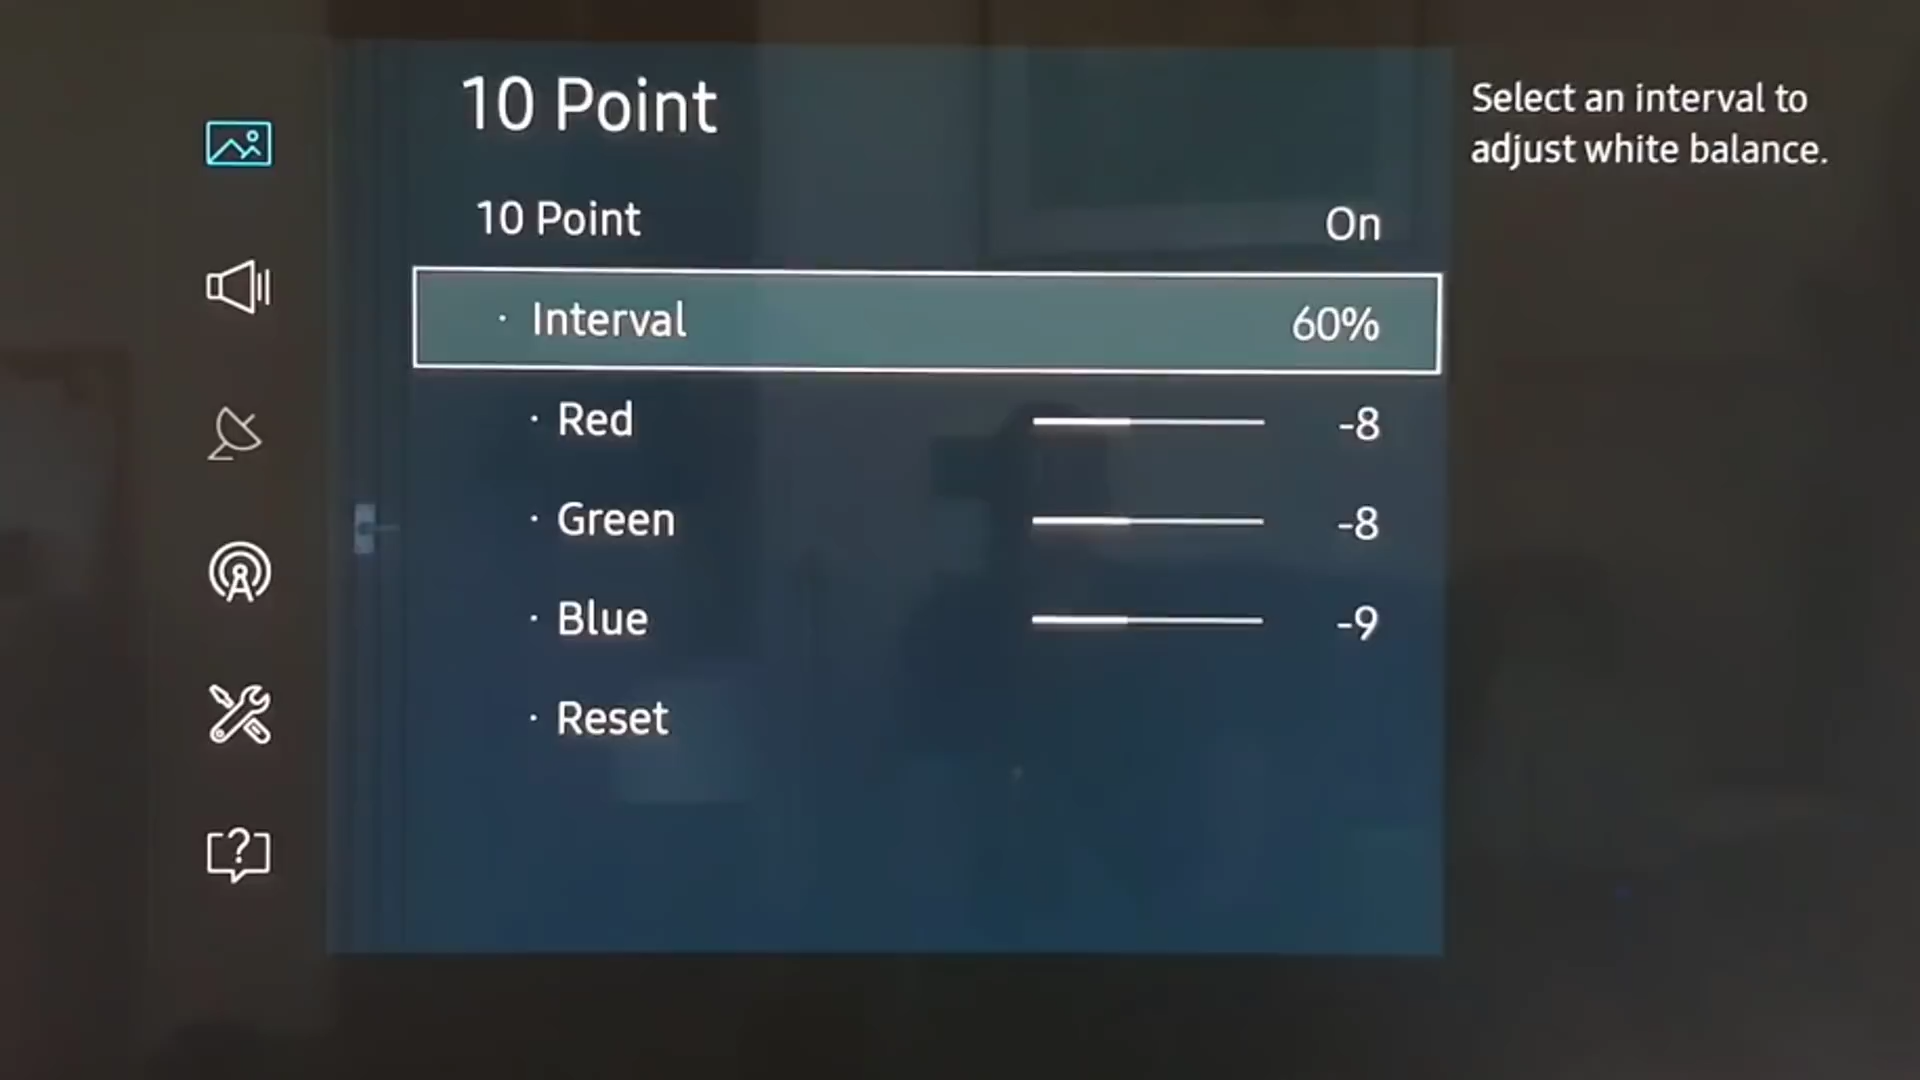 10 Point
Select an interval to
adjust white balance.
10 Point On
· Interval 60%
· Red -8
· Green -8
· Blue -9
· Reset